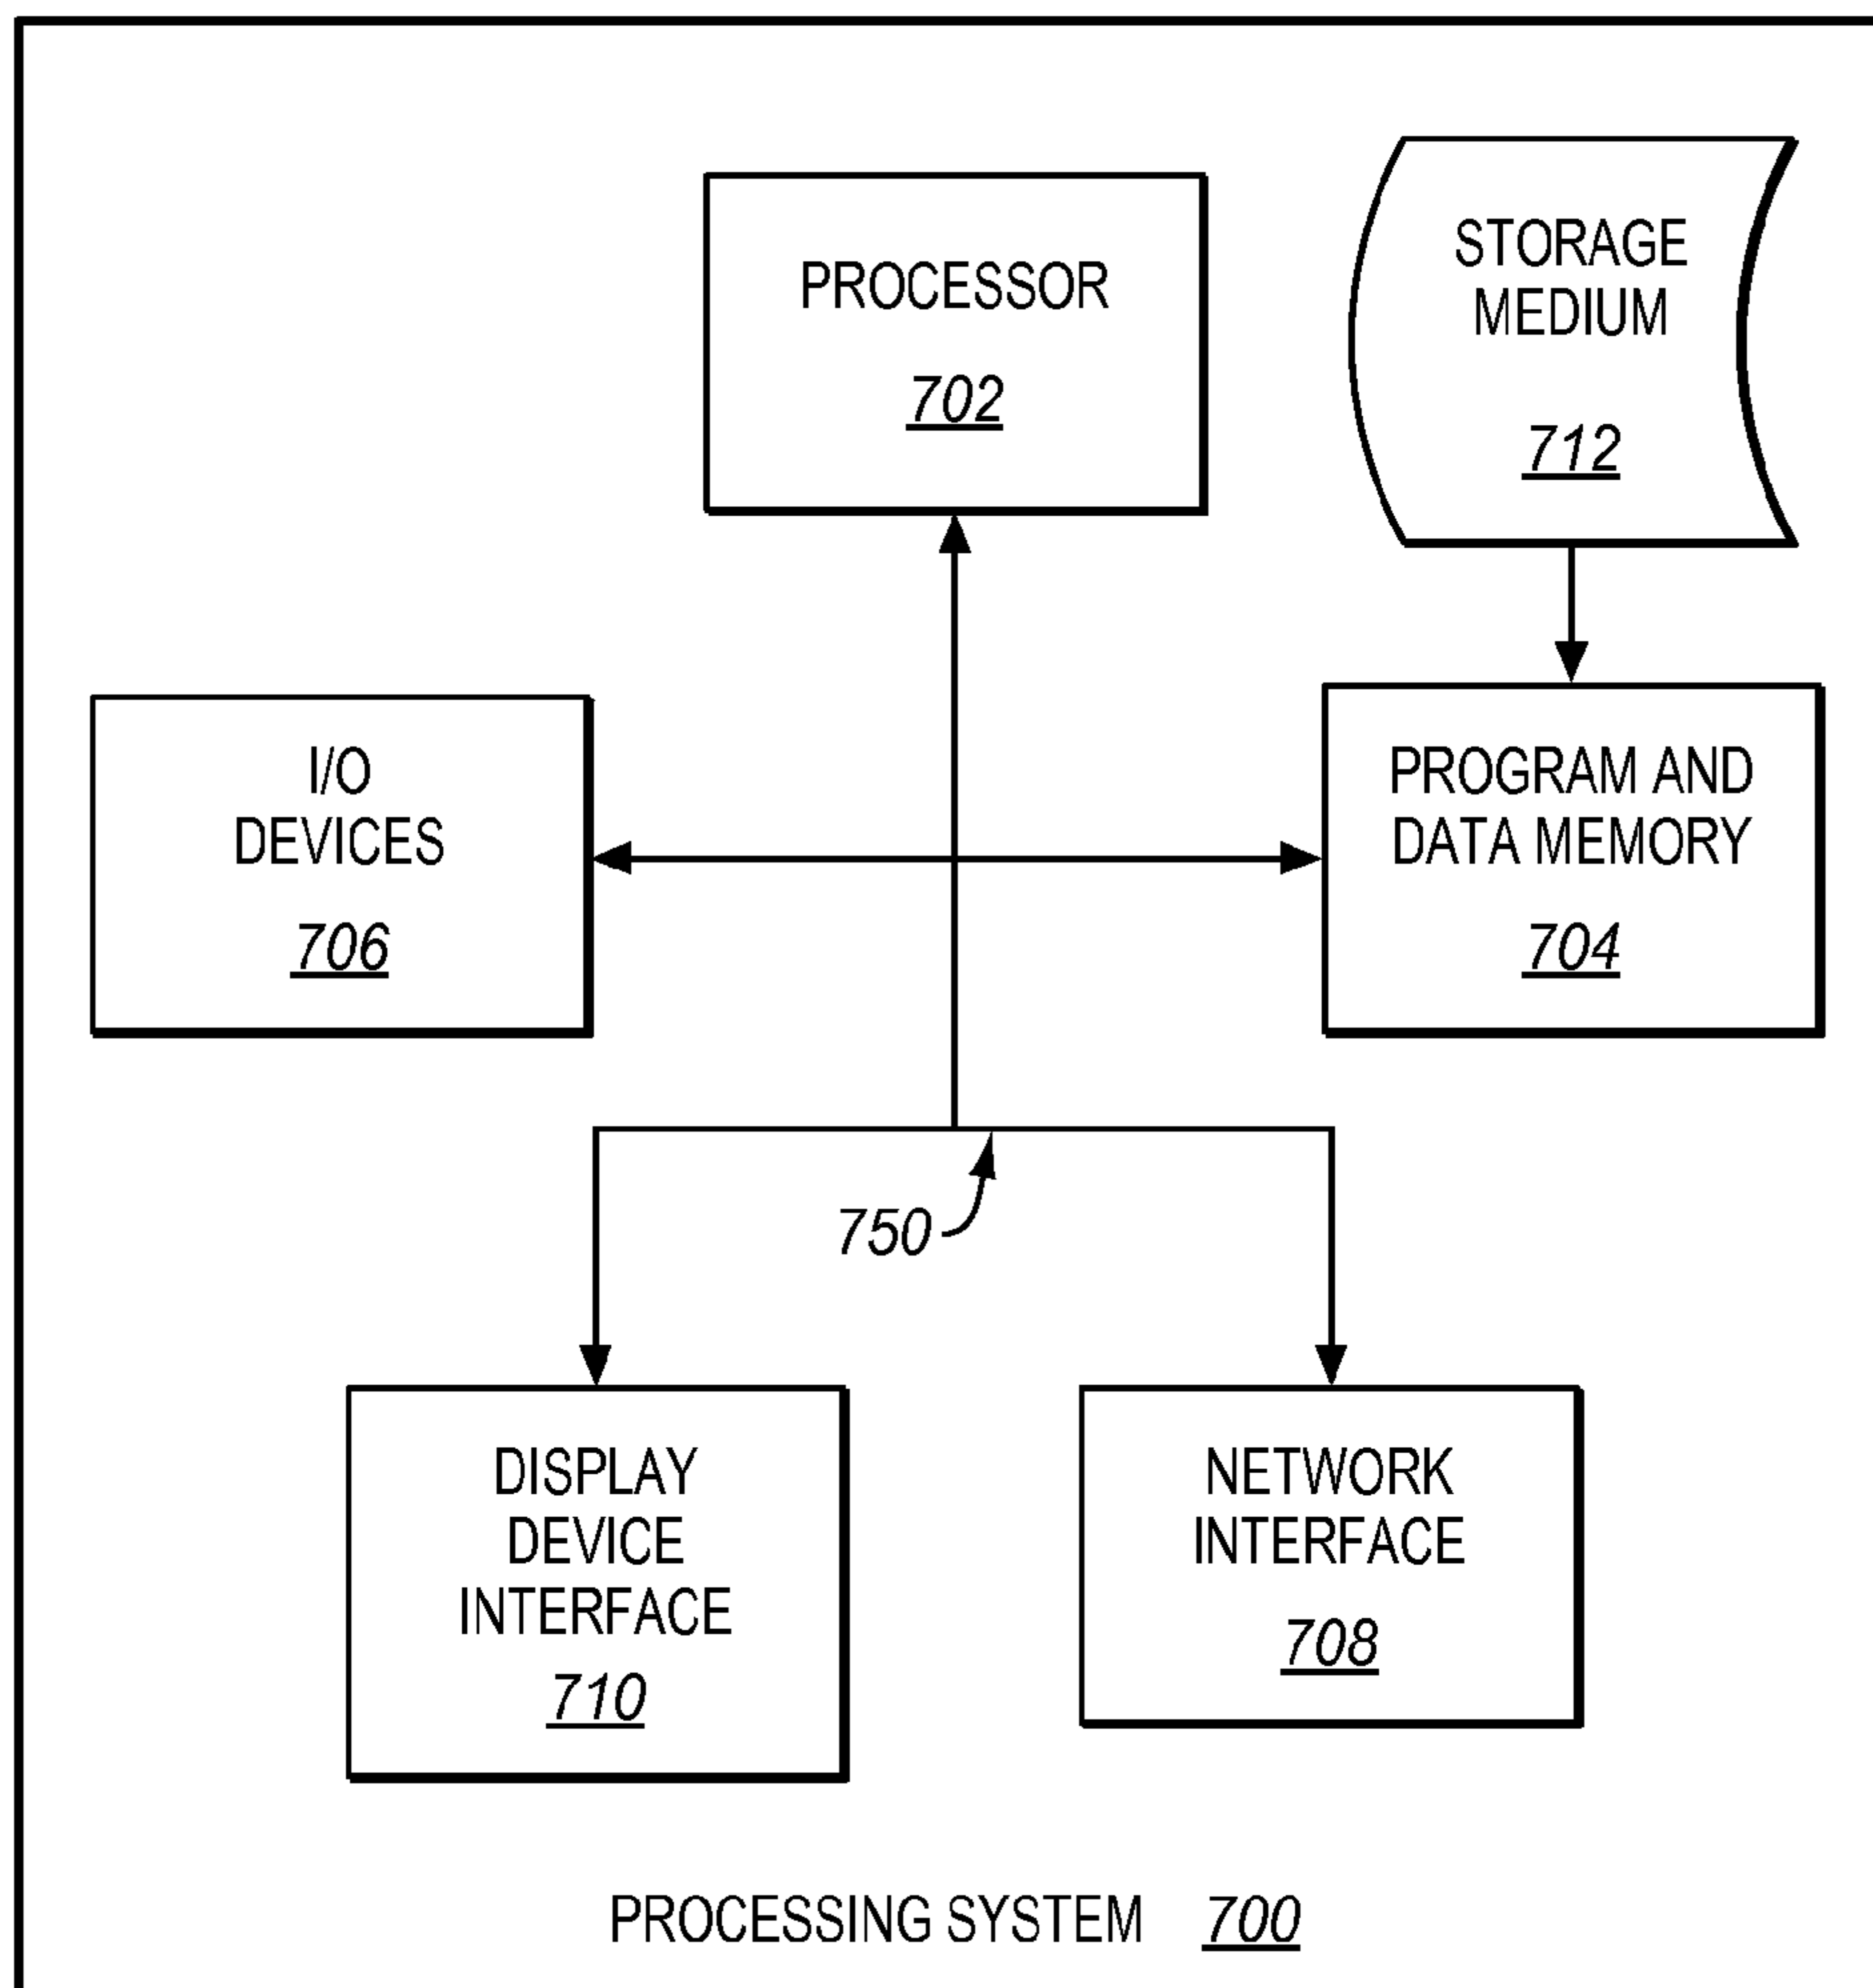 PROCESSOR
702
STORAGE
MEDIUM
712
I/O
DEVICES
706
PROGRAM AND
DATA MEMORY
704
750
DISPLAY
DEVICE
INTERFACE
710
NETWORK
INTERFACE
708
PROCESSING SYSTEM 700